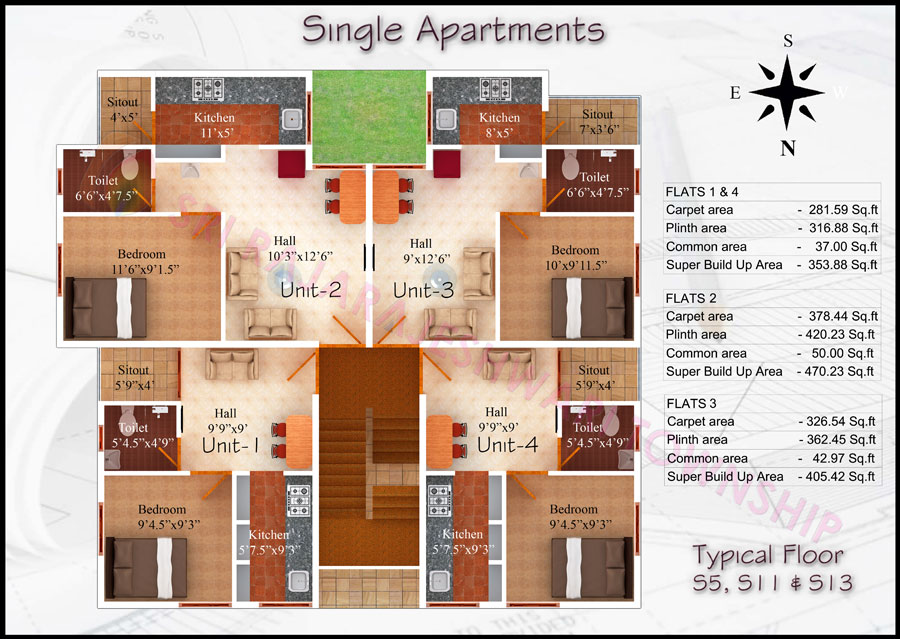 Single Apartments
S
E W
N
Sitout
4'x5'
Kitchen
11'x5'
Kitchen
8'x5'
Sitout
7'x3'6"
Toilet
6'6"x4'7.5"
Toilet
6'6"x4'7.5"
Bedroom
11'6"x9'1.5"
Hall
10'3"x12'6"
Unit-2
Hall
9'x12'6"
Unit-3
Bedroom
10'x9'11.5"
Sitout
5'9"x4'
Hall
9'9"x9'
Unit-1
Toilet
5'4.5"x4'9"
Bedroom
9'4.5"x9'3"
Kitchen
5'7.5"x9'3"
Sitout
5'9"x4'
Hall
9'9"x9'
Unit-4
Toilet
5'4.5"x4'9"
Bedroom
9'4.5"x9'3"
Kitchen
5'7.5"x9'3"
FLATS 1 & 4
Carpet area - 281.59 Sq.ft
Plinth area - 316.88 Sq.ft
Common area - 37.00 Sq.ft
Super Build Up Area - 353.88 Sq.ft
FLATS 2
Carpet area - 378.44 Sq.ft
Plinth area - 420.23 Sq.ft
Common area - 50.00 Sq.ft
Super Build Up Area - 470.23 Sq.ft
FLATS 3
Carpet area - 326.54 Sq.ft
Plinth area - 362.45 Sq.ft
Common area - 42.97 Sq.ft
Super Build Up Area - 405.42 Sq.ft
Typical Floor
S5, S11 & S13
TOWNSHIP